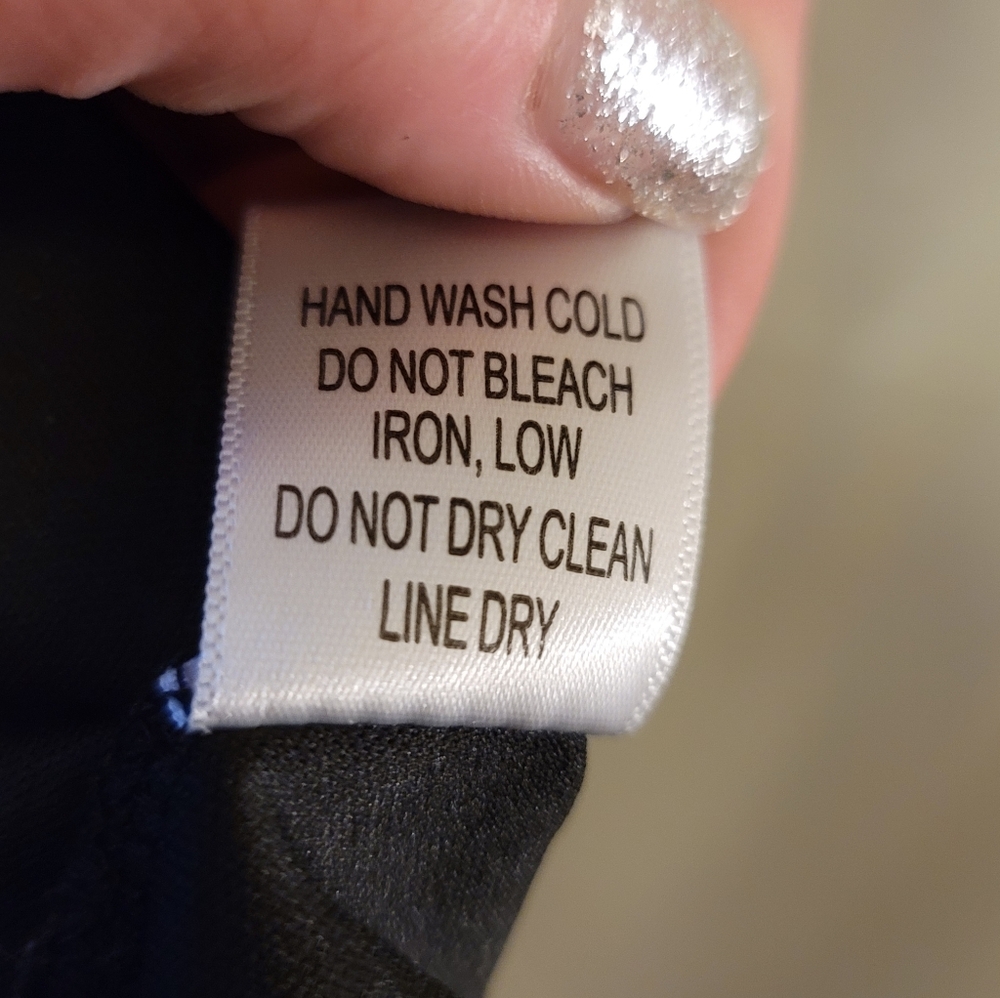 HAND WASH COLD
DO NOT BLEACH
IRON, LOW
DO NOT DRY CLEAN
LINE DRY